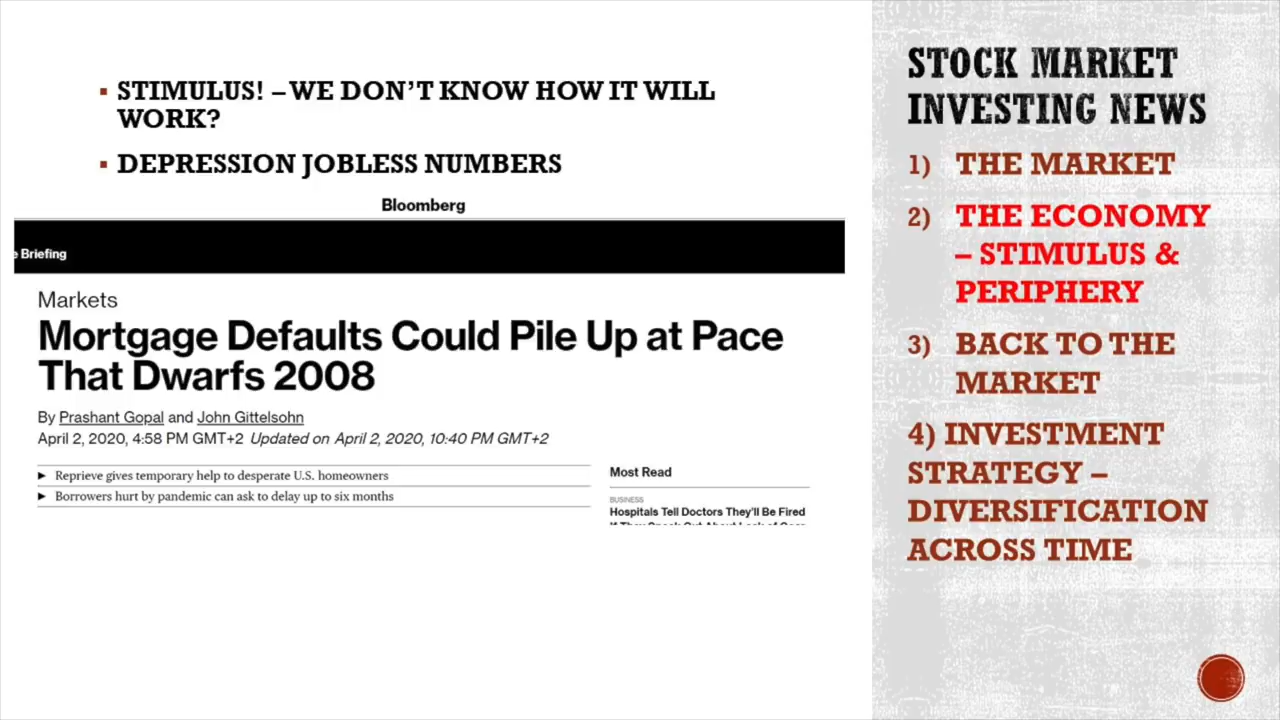 ▪ STIMULUS! – WE DON'T KNOW HOW IT WILL
WORK?
▪ DEPRESSION JOBLESS NUMBERS
Bloomberg
e Briefing
Markets
Mortgage Defaults Could Pile Up at Pace
That Dwarfs 2008
By Prashant Gopal and John Gittelsohn
April 2, 2020, 4:58 PM GMT+2 Updated on April 2, 2020, 10:40 PM GMT+2
► Reprieve gives temporary help to desperate U.S. homeowners
► Borrowers hurt by pandemic can ask to delay up to six months
Most Read
BUSINESS
Hospitals Tell Doctors They'll Be Fired
STOCK MARKET
INVESTING NEWS
1) THE MARKET
2) THE ECONOMY
– STIMULUS &
PERIPHERY
3) BACK TO THE
MARKET
4) INVESTMENT
STRATEGY –
DIVERSIFICATION
ACROSS TIME